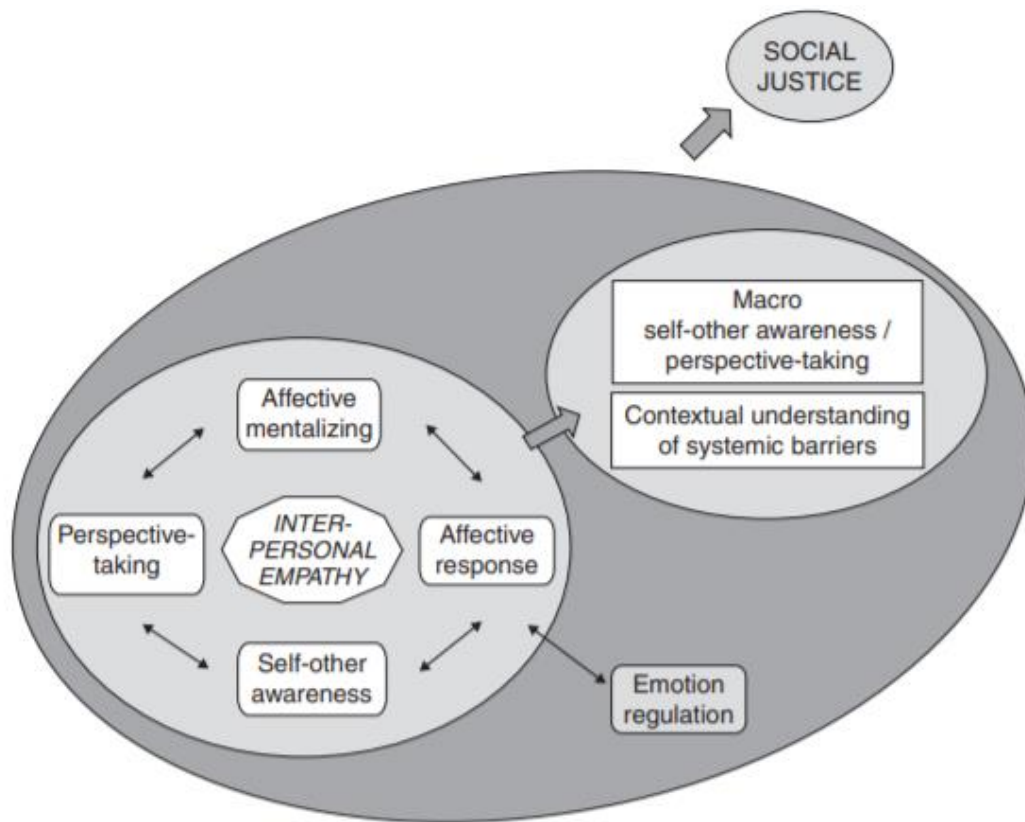 SOCIAL
JUSTICE
Macro
self-other awareness /
perspective-taking
Contextual understanding
of systemic barriers
Affective
mentalizing
Perspective-
taking
INTER-
PERSONAL
EMPATHY
Affective
response
Self-other
awareness
Emotion
regulation